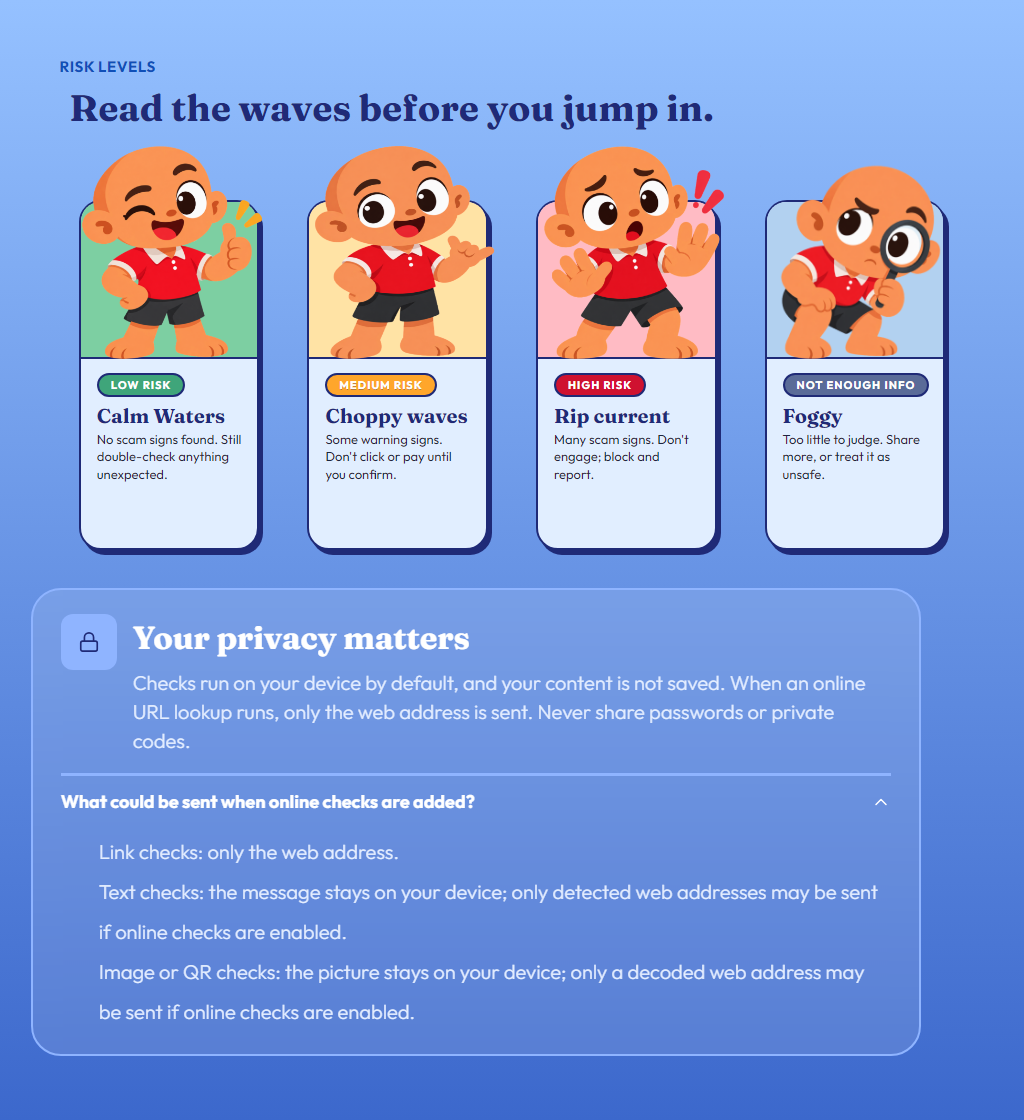 RISK LEVELS
Read the waves before you jump in.
LOW RISK
Calm Waters
No scam signs found. Still
double-check anything
unexpected.
MEDIUM RISK
Choppy waves
Some warning signs.
Don't click or pay until
you confirm.
HIGH RISK
Rip current
Many scam signs. Don't
engage; block and
report.
NOT ENOUGH INFO
Foggy
Too little to judge. Share
more, or treat it as
unsafe.
Your privacy matters
Checks run on your device by default, and your content is not saved. When an online
URL lookup runs, only the web address is sent. Never share passwords or private
codes.
What could be sent when online checks are added?
Link checks: only the web address.
Text checks: the message stays on your device; only detected web addresses may be sent
if online checks are enabled.
Image or QR checks: the picture stays on your device; only a decoded web address may
be sent if online checks are enabled.